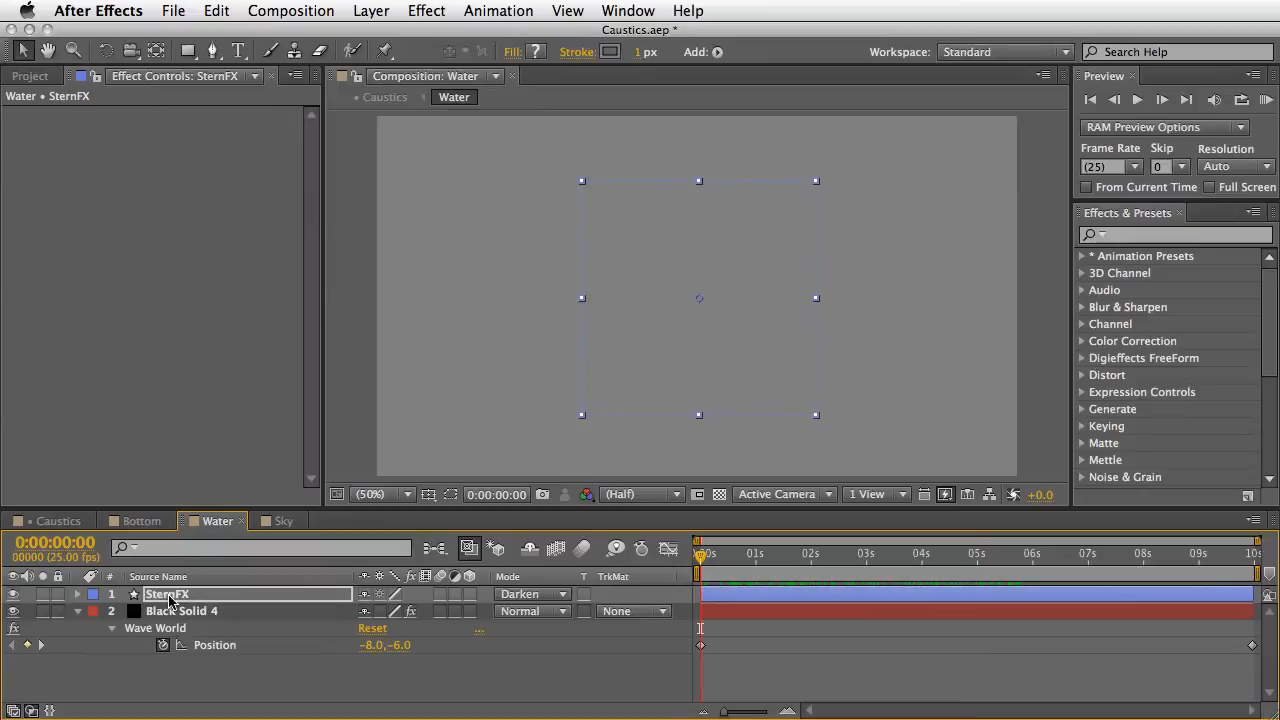 After Effects File Edit Composition Layer Effect Animation View Window Help
Caustics.aep *
Fill: ? Stroke: 1 px Add: Workspace: Standard Search Help
Project Effect Controls: SternFX Composition: Water Preview
Water • SternFX
• Caustics Water
RAM Preview Options
Frame Rate Skip Resolution
(25) 0 Auto
From Current Time Full Screen
Effects & Presets
* Animation Presets
3D Channel
Audio
Blur & Sharpen
Channel
Color Correction
Digieffects FreeForm
Distort
Expression Controls
Generate
Keying
Matte
Mettle
Noise & Grain
(50%) 0:00:00:00 (Half) Active Camera 1 View +0.0
• Caustics Bottom Water Sky
0:00:00:00
00000 (25.00 fps)
00s 01s 02s 03s 04s 05s 06s 07s 08s 09s 10s
# Source Name Mode T TrkMat
1 SternFX Darken
2 Black Solid 4 Normal None
fx Wave World Reset ...
Position -8.0,-6.0